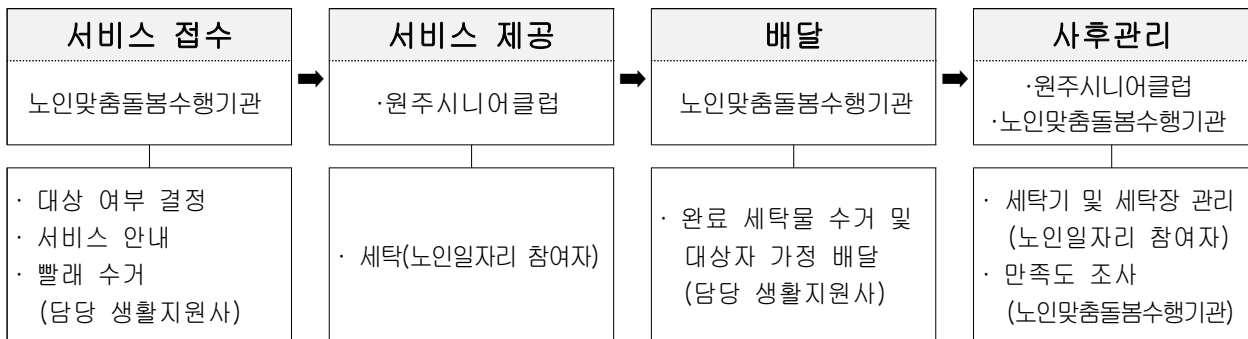 서비스 접수
노인맞춤돌봄수행기관
· 대상 여부 결정
· 서비스 안내
· 빨래 수거
(담당 생활지원사)
서비스 제공
·원주시니어클럽
· 세탁(노인일자리 참여자)
배달
노인맞춤돌봄수행기관
· 완료 세탁물 수거 및
대상자 가정 배달
(담당 생활지원사)
사후관리
·원주시니어클럽
·노인맞춤돌봄수행기관
· 세탁기 및 세탁장 관리
(노인일자리 참여자)
· 만족도 조사
(노인맞춤돌봄수행기관)